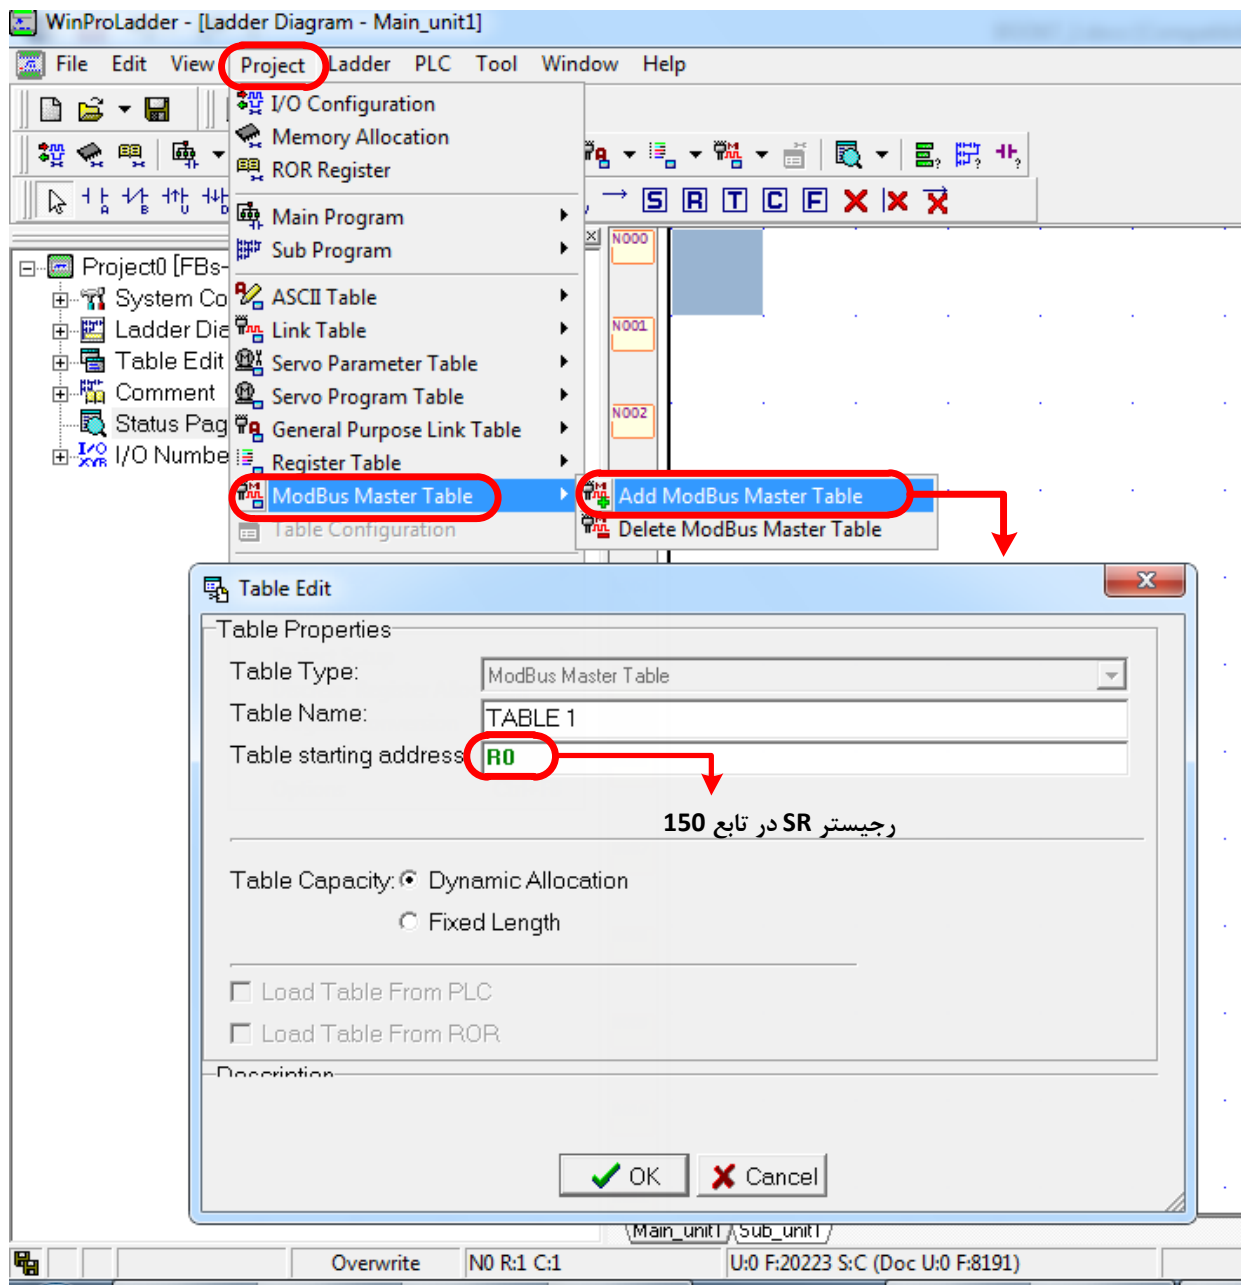 WinProLadder - [Ladder Diagram - Main_unit1]
File Edit View Project Ladder PLC Tool Window Help
I/O Configuration
Memory Allocation
ROR Register
Main Program
Sub Program
ASCII Table
Link Table
Servo Parameter Table
Servo Program Table
General Purpose Link Table
Register Table
ModBus Master Table
Table Configuration
Add ModBus Master Table
Delete ModBus Master Table
S R T C F
A B U D
Project0 [FBs-
System Co
Ladder Dia
Table Edit
Comment
Status Pag
I/O Numbe
N000
N001
N002
Table Edit
Table Properties
Table Type: ModBus Master Table
Table Name: TABLE 1
Table starting address R0
رجیستر SR در تابع 150
Table Capacity: Dynamic Allocation
Fixed Length
Load Table From PLC
Load Table From ROR
Description
OK Cancel
Main_unit1 Sub_unit1
Overwrite N0 R:1 C:1 U:0 F:20223 S:C (Doc U:0 F:8191)